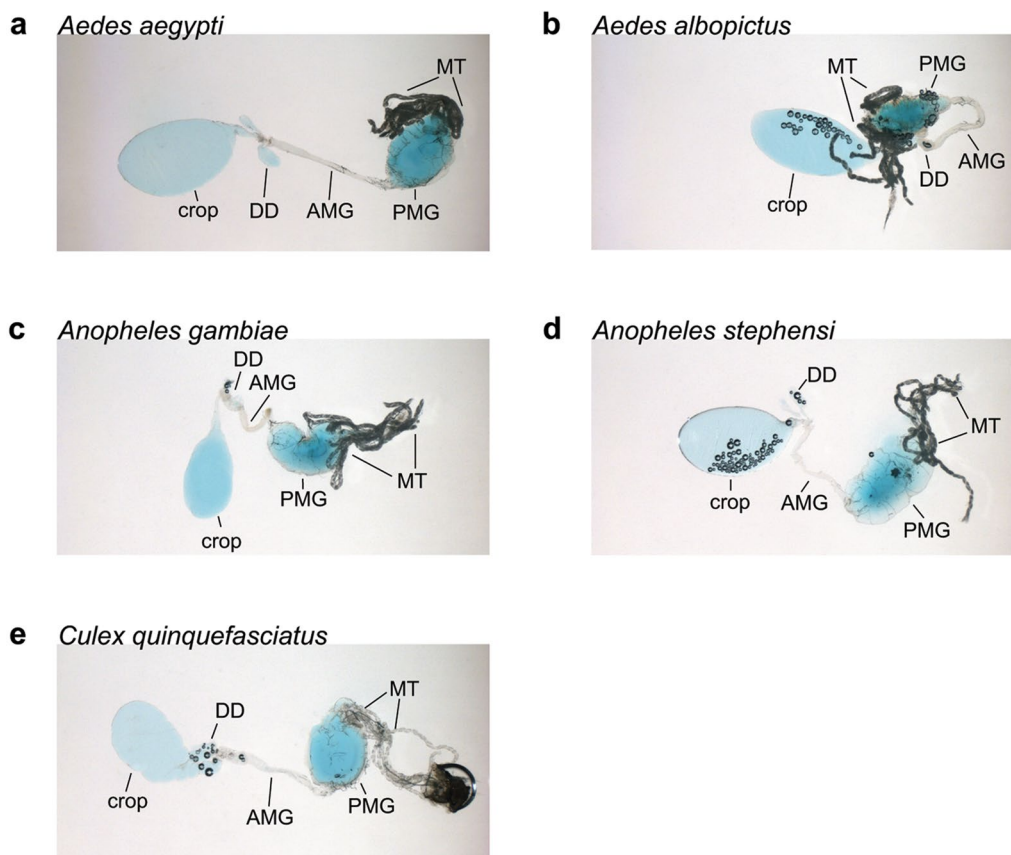 a Aedes aegypti
MT
crop DD AMG PMG
b Aedes albopictus
MT PMG
crop DD AMG
c Anopheles gambiae
DD
AMG
MT
PMG
crop
d Anopheles stephensi
DD
MT
crop AMG PMG
e Culex quinquefasciatus
MT
DD
crop AMG PMG